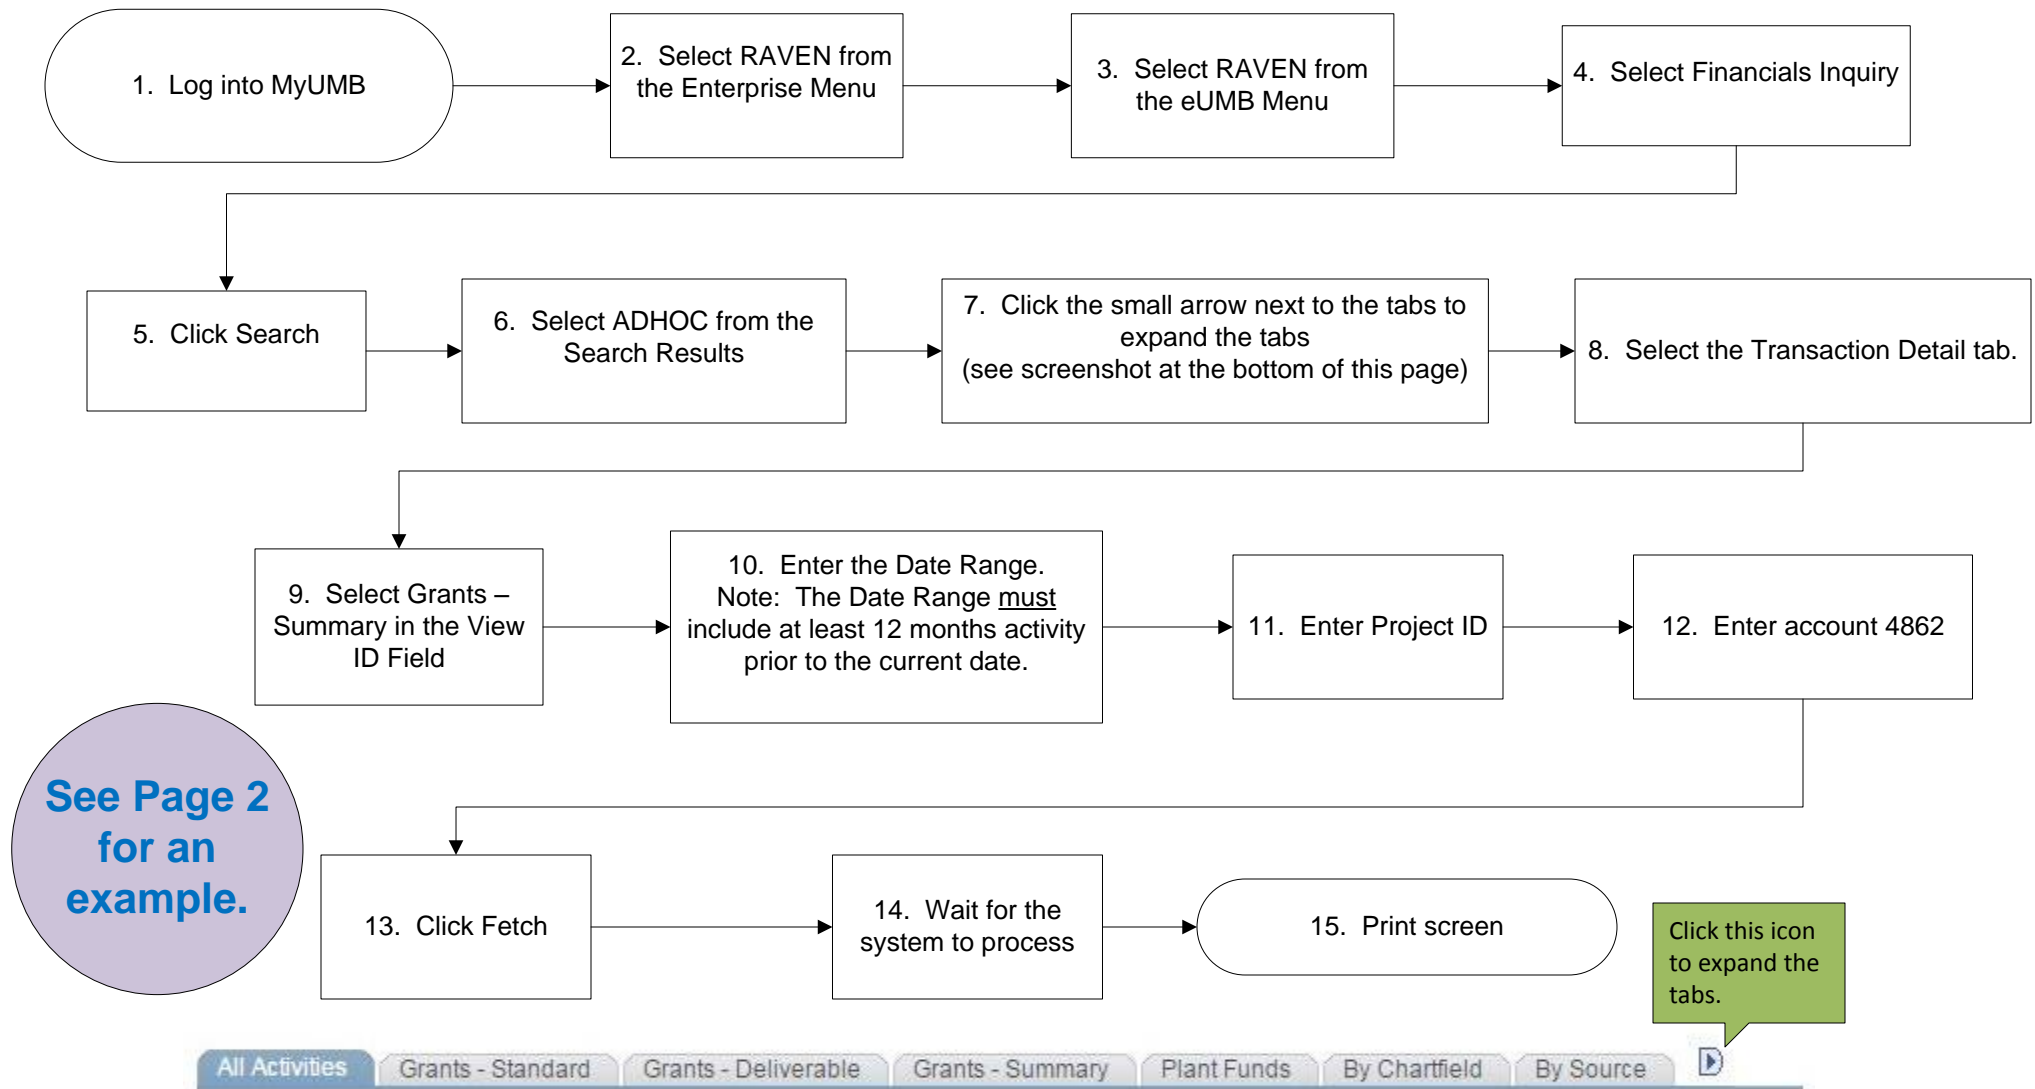 1. Log into MyUMB
2. Select RAVEN from
the Enterprise Menu
3. Select RAVEN from
the eUMB Menu
4. Select Financials Inquiry
5. Click Search
6. Select ADHOC from the
Search Results
7. Click the small arrow next to the tabs to
expand the tabs
(see screenshot at the bottom of this page)
8. Select the Transaction Detail tab.
9. Select Grants –
Summary in the View
ID Field
10. Enter the Date Range.
Note: The Date Range must
include at least 12 months activity
prior to the current date.
11. Enter Project ID
12. Enter account 4862
See Page 2
for an
example.
13. Click Fetch
14. Wait for the
system to process
15. Print screen
Click this icon
to expand the
tabs.
All Activities Grants - Standard Grants - Deliverable Grants - Summary Plant Funds By Chartfield By Source